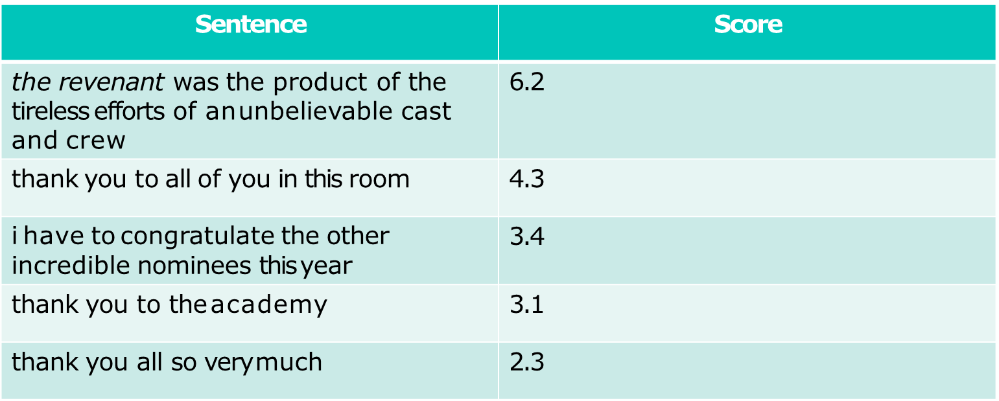 Sentence Score
the revenant was the product of the 6.2
tireless efforts of an unbelievable cast
and crew
thank you to all of you in this room 4.3
i have to congratulate the other 3.4
incredible nominees this year
thank you to the academy 3.1
thank you all so very much 2.3